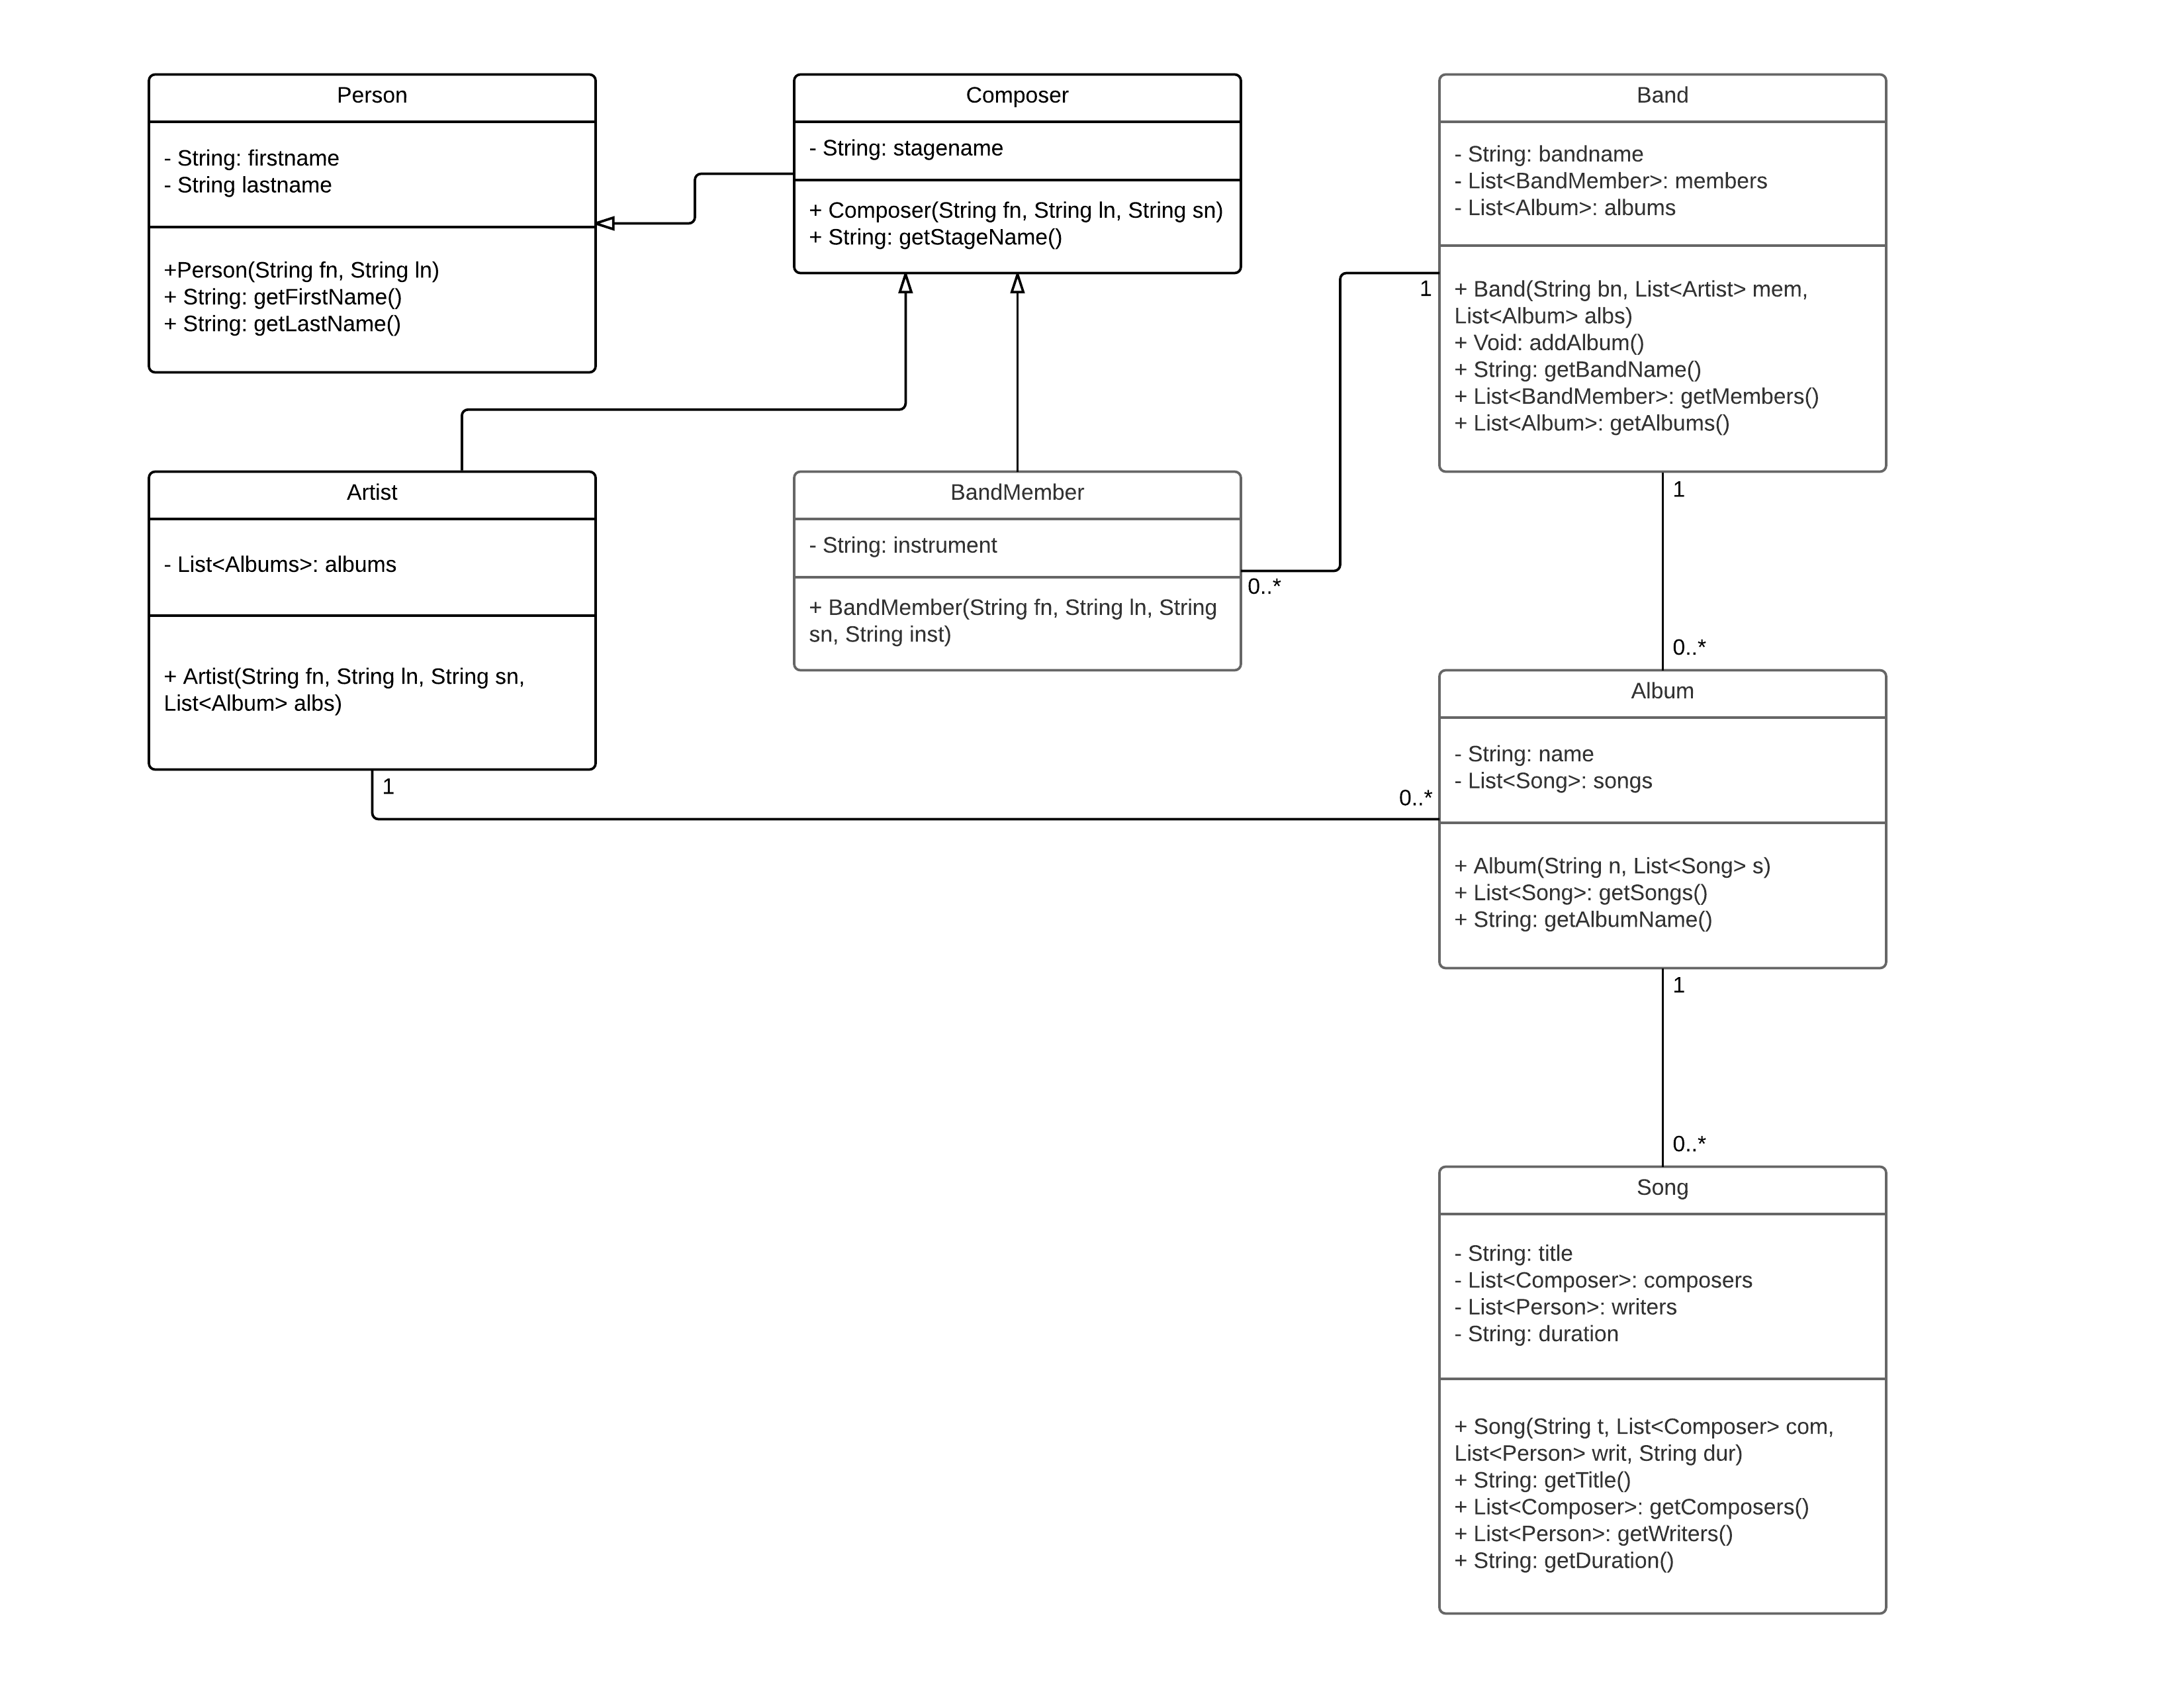 Person
- String: firstname
- String lastname
+Person(String fn, String ln)
+ String: getFirstName()
+ String: getLastName()
Composer
- String: stagename
+ Composer(String fn, String ln, String sn)
+ String: getStageName()
Band
- String: bandname
- List<BandMember>: members
- List<Album>: albums
+ Band(String bn, List<Artist> mem,
List<Album> albs)
+ Void: addAlbum()
+ String: getBandName()
+ List<BandMember>: getMembers()
+ List<Album>: getAlbums()
1
1
Artist
- List<Albums>: albums
+ Artist(String fn, String ln, String sn,
List<Album> albs)
1
BandMember
- String: instrument
+ BandMember(String fn, String ln, String
sn, String inst)
0..*
0..*
0..*
Album
- String: name
- List<Song>: songs
+ Album(String n, List<Song> s)
+ List<Song>: getSongs()
+ String: getAlbumName()
1
0..*
Song
- String: title
- List<Composer>: composers
- List<Person>: writers
- String: duration
+ Song(String t, List<Composer> com,
List<Person> writ, String dur)
+ String: getTitle()
+ List<Composer>: getComposers()
+ List<Person>: getWriters()
+ String: getDuration()